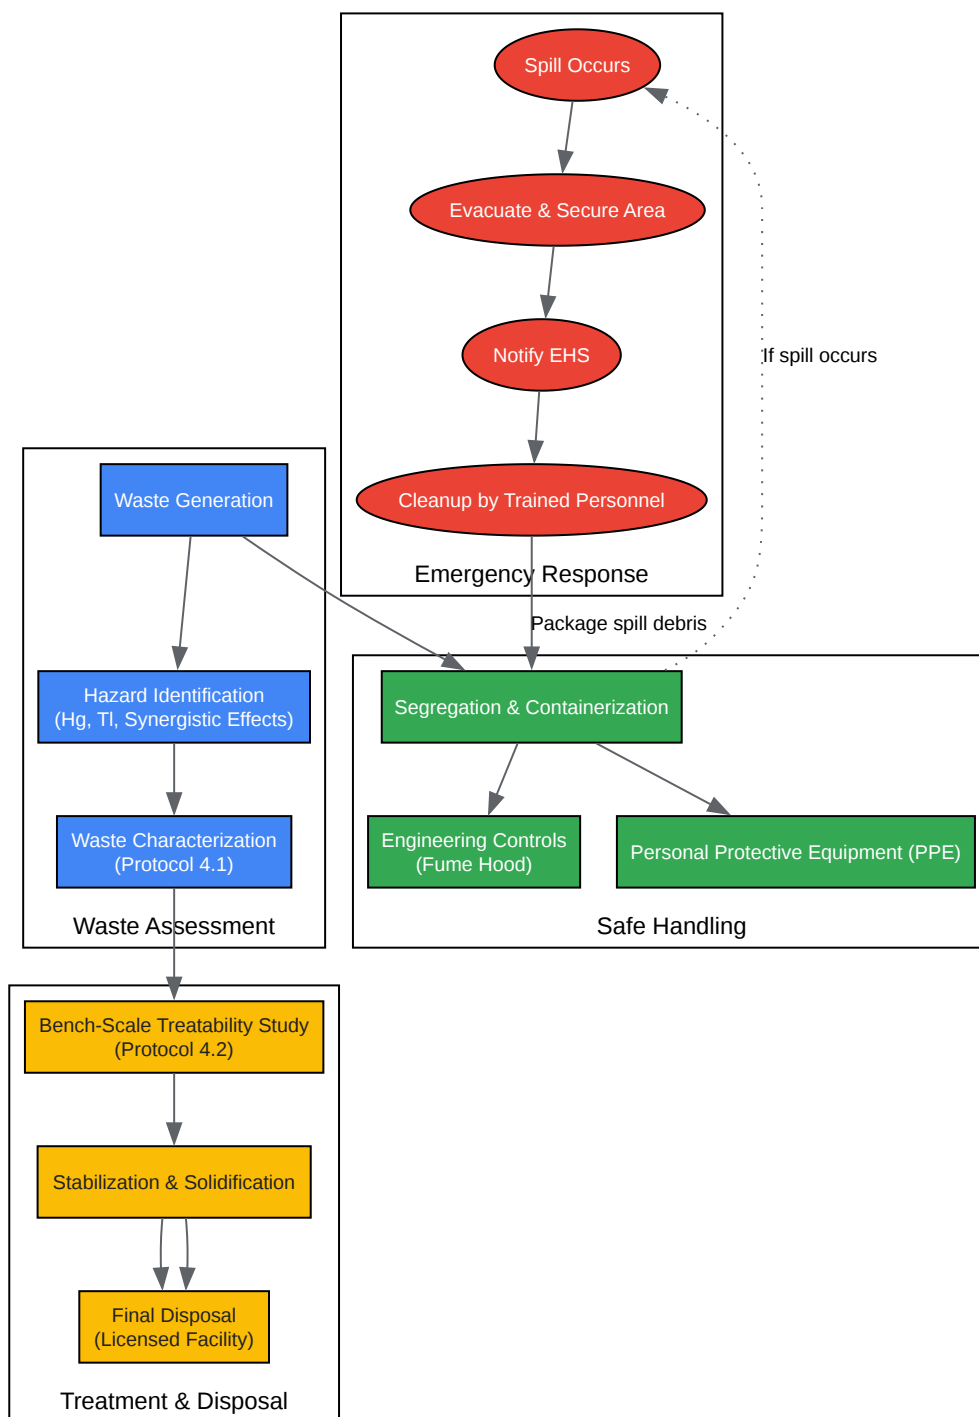 Spill Occurs
Evacuate & Secure Area
Notify EHS
If spill occurs
Cleanup by Trained Personnel
Emergency Response
Package spill debris
Waste Generation
Hazard Identification
(Hg, Tl, Synergistic Effects)
Waste Characterization
(Protocol 4.1)
Waste Assessment
Segregation & Containerization
Engineering Controls
(Fume Hood)
Personal Protective Equipment (PPE)
Safe Handling
Bench-Scale Treatability Study
(Protocol 4.2)
Stabilization & Solidification
Final Disposal
(Licensed Facility)
Treatment & Disposal